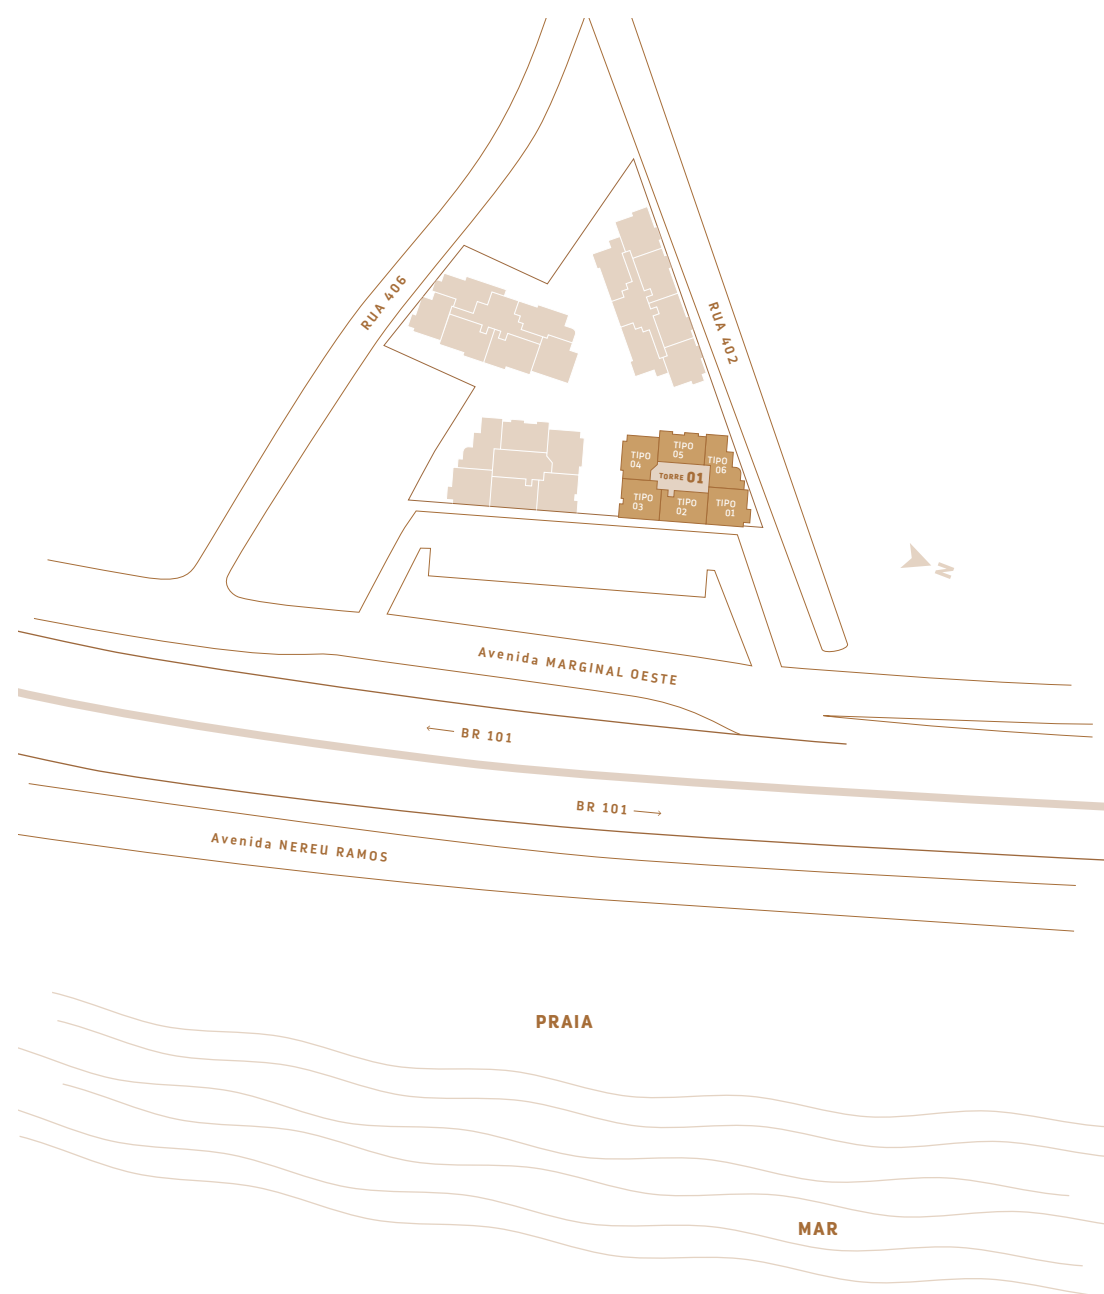 RUA 406
RUA 402
TIPO
05
TIPO
04
TIPO
06
TORRE 01
TIPO
03
TIPO
02
TIPO
01
N
Avenida MARGINAL OESTE
BR 101
BR 101
Avenida NEREU RAMOS
PRAIA
MAR